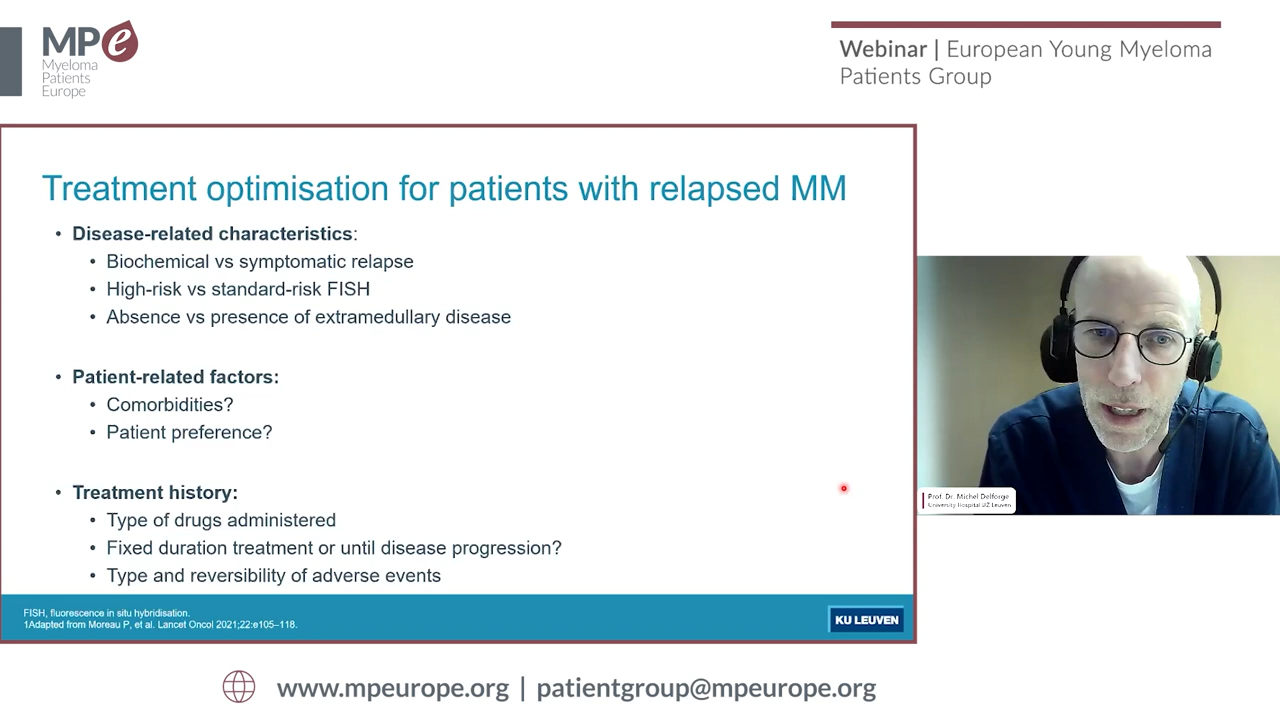 MPe
Myeloma
Patients
Europe
Webinar | European Young Myeloma
Patients Group
Treatment optimisation for patients with relapsed MM
• Disease-related characteristics:
• Biochemical vs symptomatic relapse
• High-risk vs standard-risk FISH
• Absence vs presence of extramedullary disease
• Patient-related factors:
• Comorbidities?
• Patient preference?
• Treatment history:
• Type of drugs administered
• Fixed duration treatment or until disease progression?
• Type and reversibility of adverse events
FISH, fluorescence in situ hybridisation.
1Adapted from Moreau P, et al. Lancet Oncol 2021;22:e105–118.
KU LEUVEN
Prof. Dr. Michel Delforge
University Hospital UZ Leuven
www.mpeurope.org | patientgroup@mpeurope.org